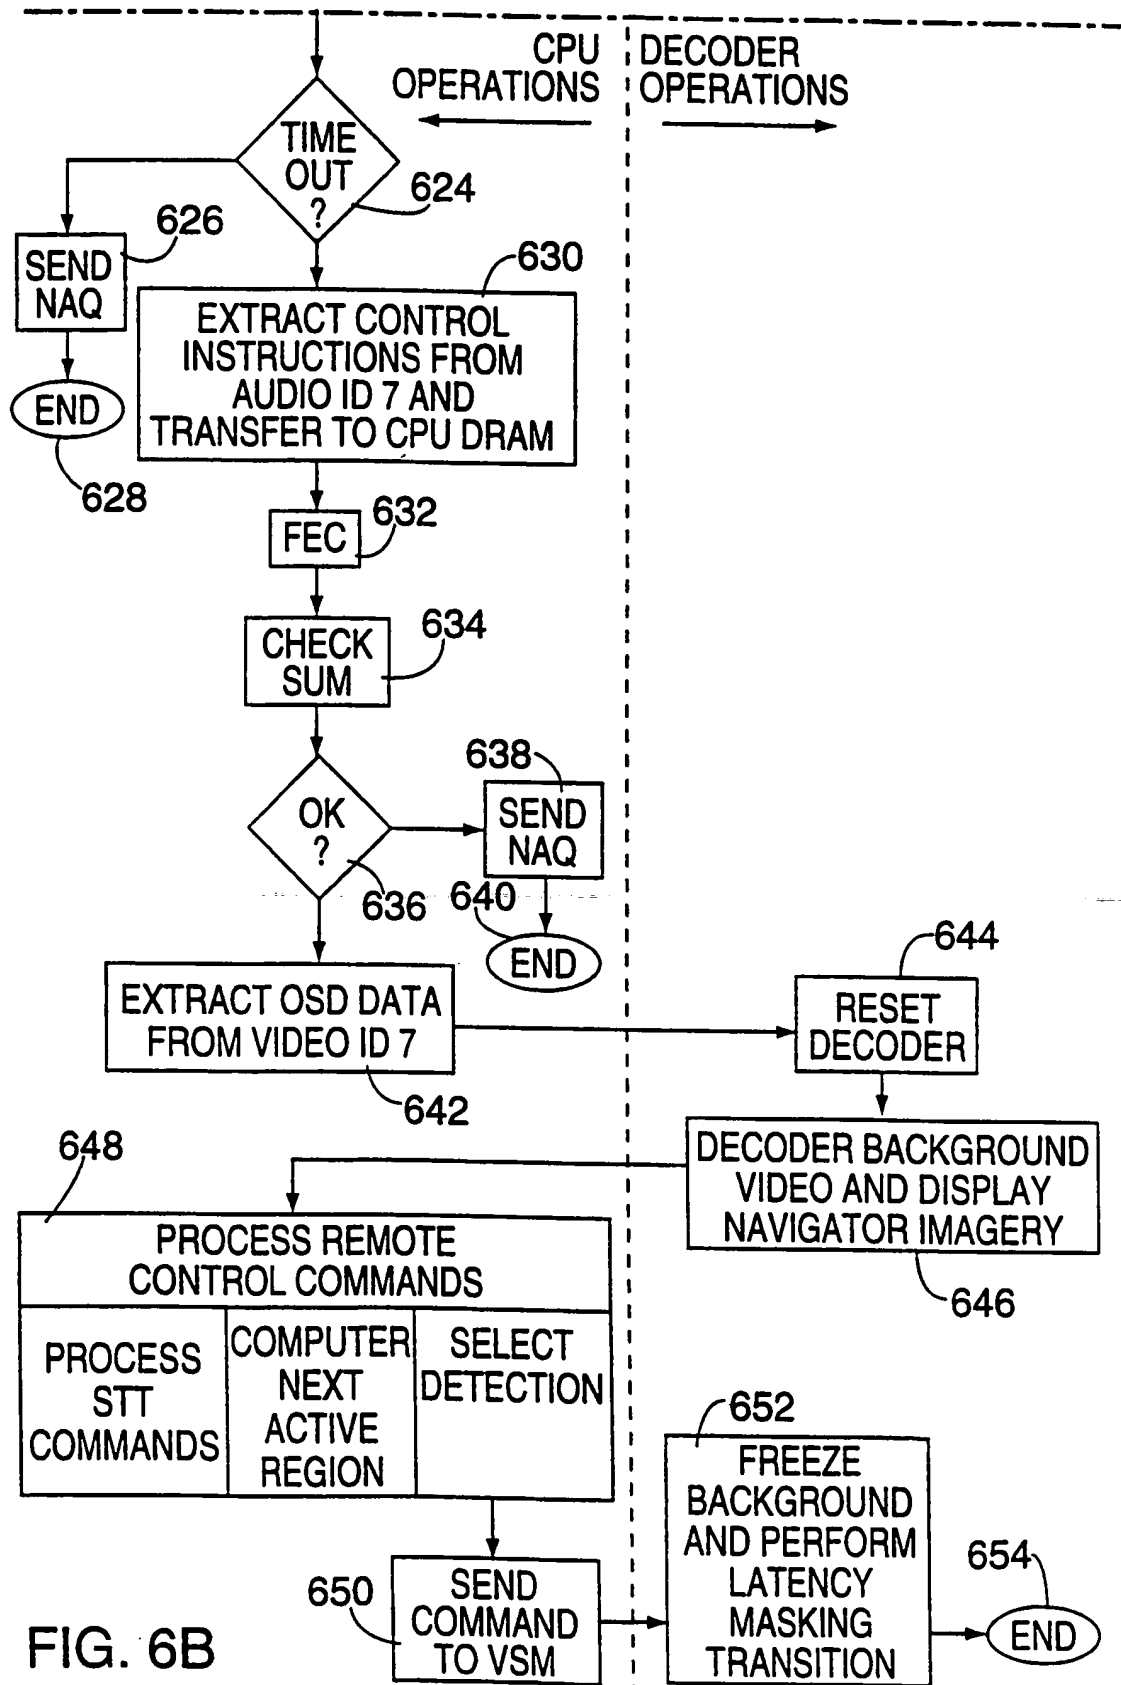 CPU
OPERATIONS
DECODER
OPERATIONS
TIME
OUT
?
624
626
SEND
NAQ
END
628
630
EXTRACT CONTROL
INSTRUCTIONS FROM
AUDIO ID 7 AND
TRANSFER TO CPU DRAM
632
FEC
634
CHECK
SUM
OK
?
636
638
SEND
NAQ
640
END
EXTRACT OSD DATA
FROM VIDEO ID 7
642
644
RESET
DECODER
DECODER BACKGROUND
VIDEO AND DISPLAY
NAVIGATOR IMAGERY
646
648
PROCESS REMOTE
CONTROL COMMANDS
PROCESS
STT
COMMANDS
COMPUTER
NEXT
ACTIVE
REGION
SELECT
DETECTION
650
SEND
COMMAND
TO VSM
652
FREEZE
BACKGROUND
AND PERFORM
LATENCY
MASKING
TRANSITION
654
END
FIG. 6B